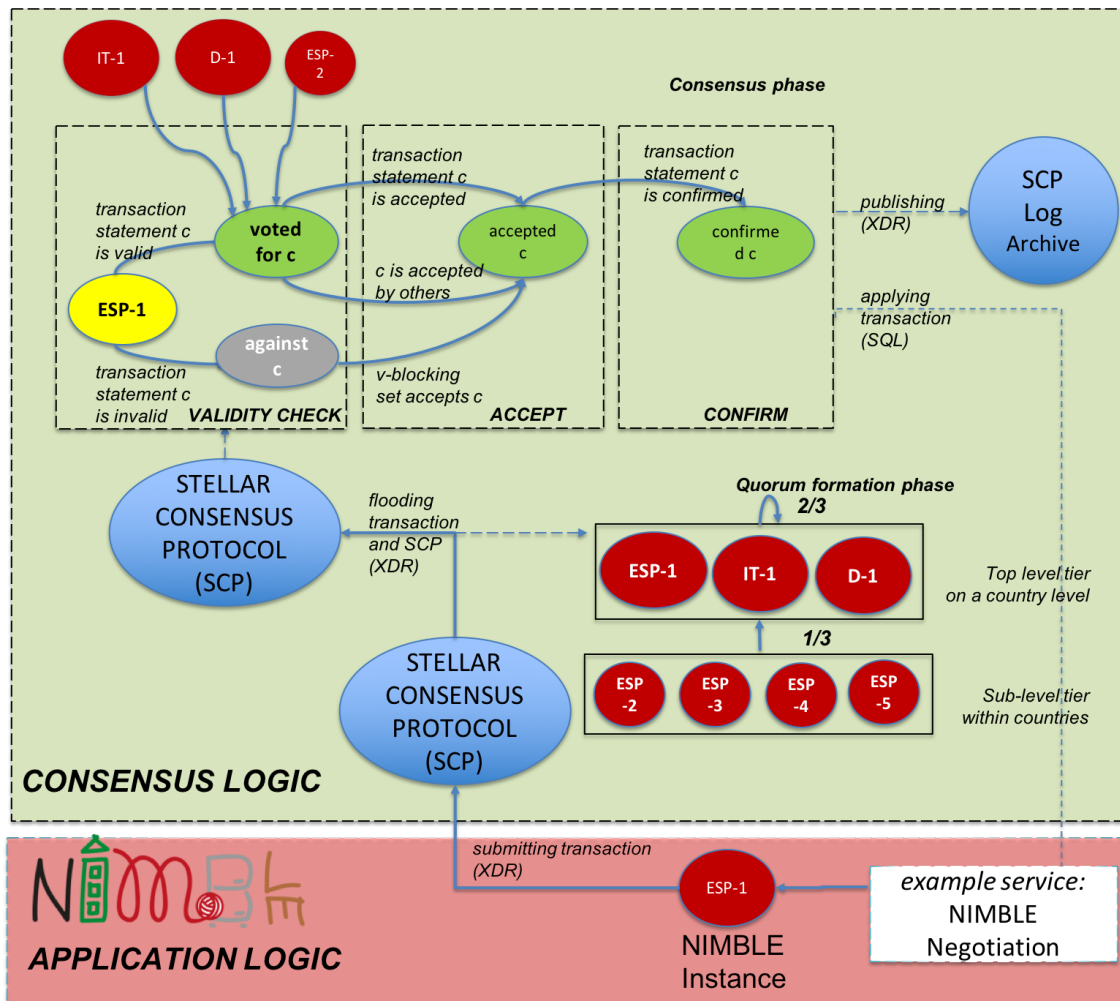 IT-1
D-1
ESP-
2
Consensus phase
transaction
statement c
is accepted
transaction
statement c
is confirmed
transaction
statement c
is valid
voted
for c
accepted
c
confirme
d c
publishing
(XDR)
SCP
Log
Archive
c is accepted
by others
ESP-1
applying
transaction
(SQL)
against
c
transaction
statement c
is invalid
v-blocking
set accepts c
VALIDITY CHECK
ACCEPT
CONFIRM
STELLAR
CONSENSUS
PROTOCOL
(SCP)
flooding
transaction
and SCP
(XDR)
Quorum formation phase
2/3
ESP-1
IT-1
D-1
Top level tier
on a country level
1/3
ESP
-2
ESP
-3
ESP
-4
ESP
-5
Sub-level tier
within countries
STELLAR
CONSENSUS
PROTOCOL
(SCP)
CONSENSUS LOGIC
NIMBLE
submitting transaction
(XDR)
ESP-1
example service:
NIMBLE
Negotiation
APPLICATION LOGIC
NIMBLE
Instance